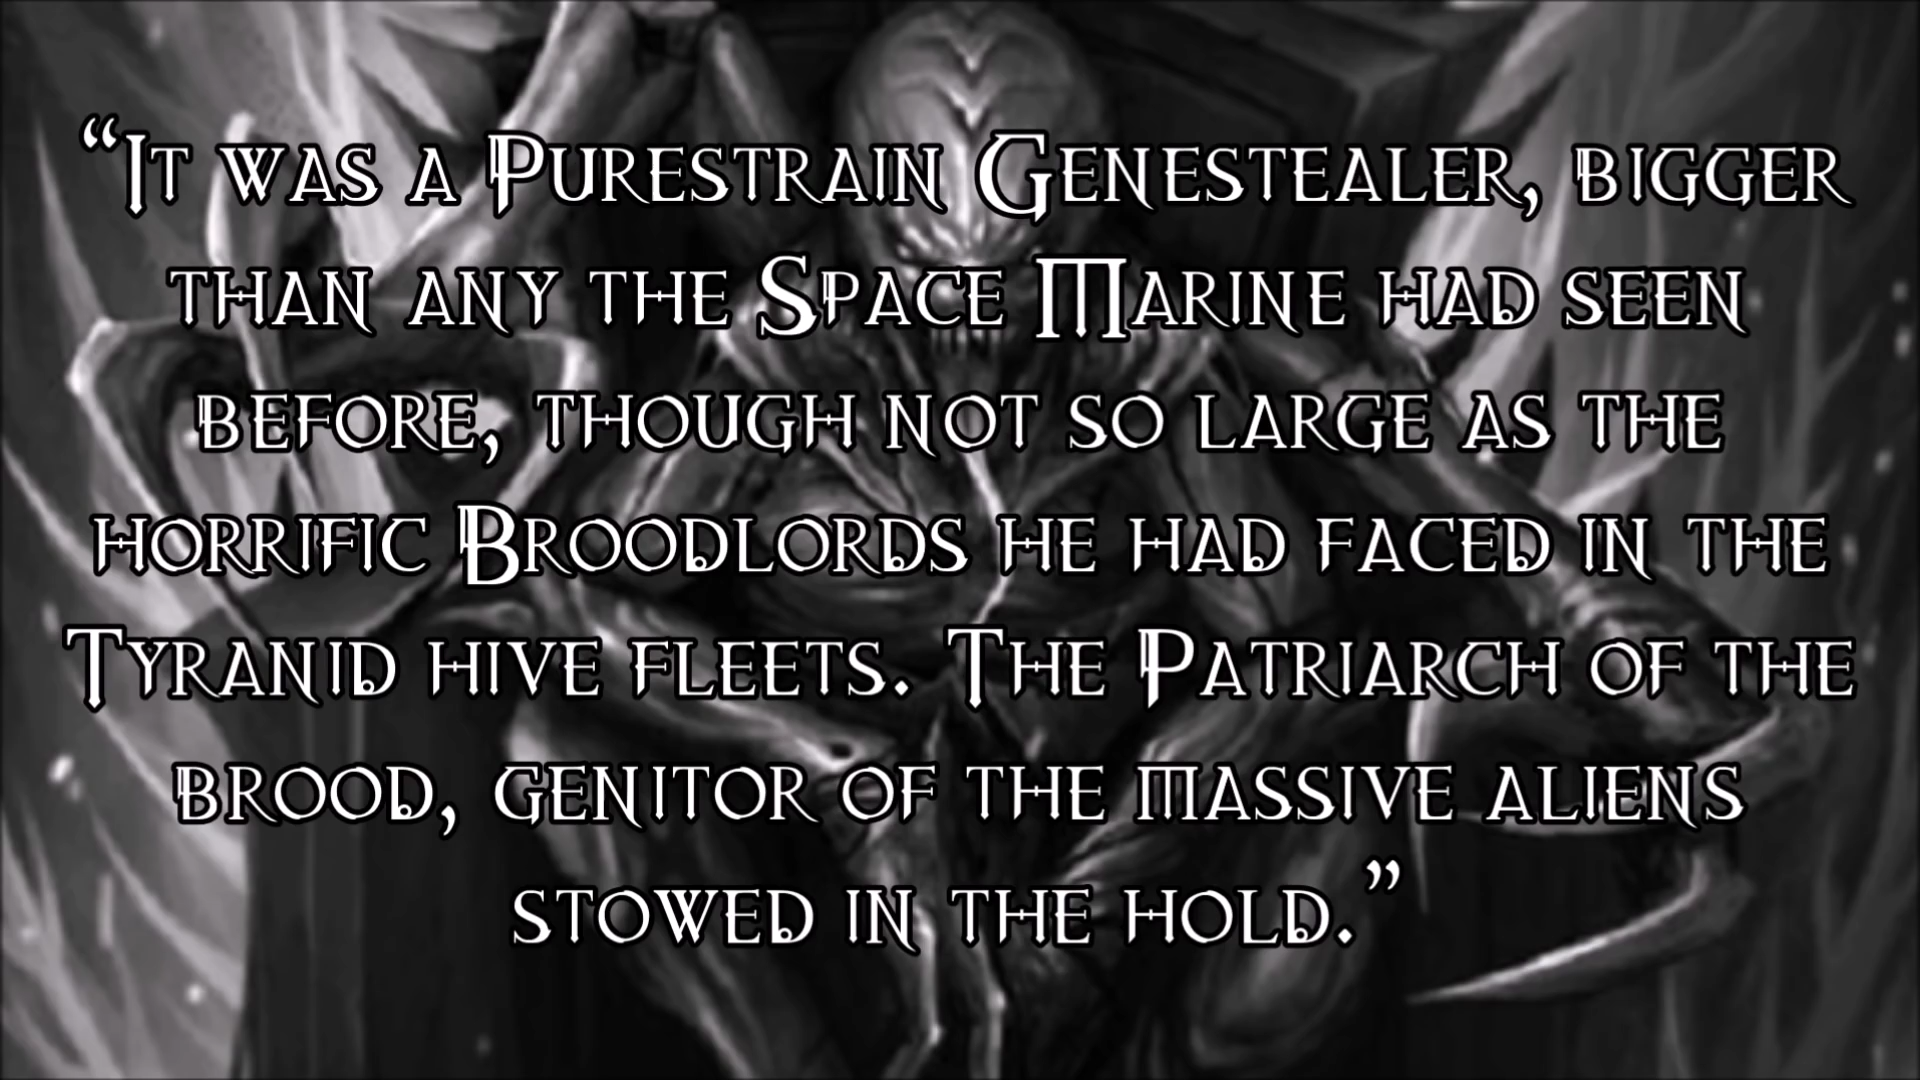 “It was a Purestrain Genestealer, bigger
than any the Space Marine had seen
before, though not so large as the
horrific Broodlords he had faced in the
Tyranid hive fleets. The Patriarch of the
brood, genitor of the massive aliens
stowed in the hold.”